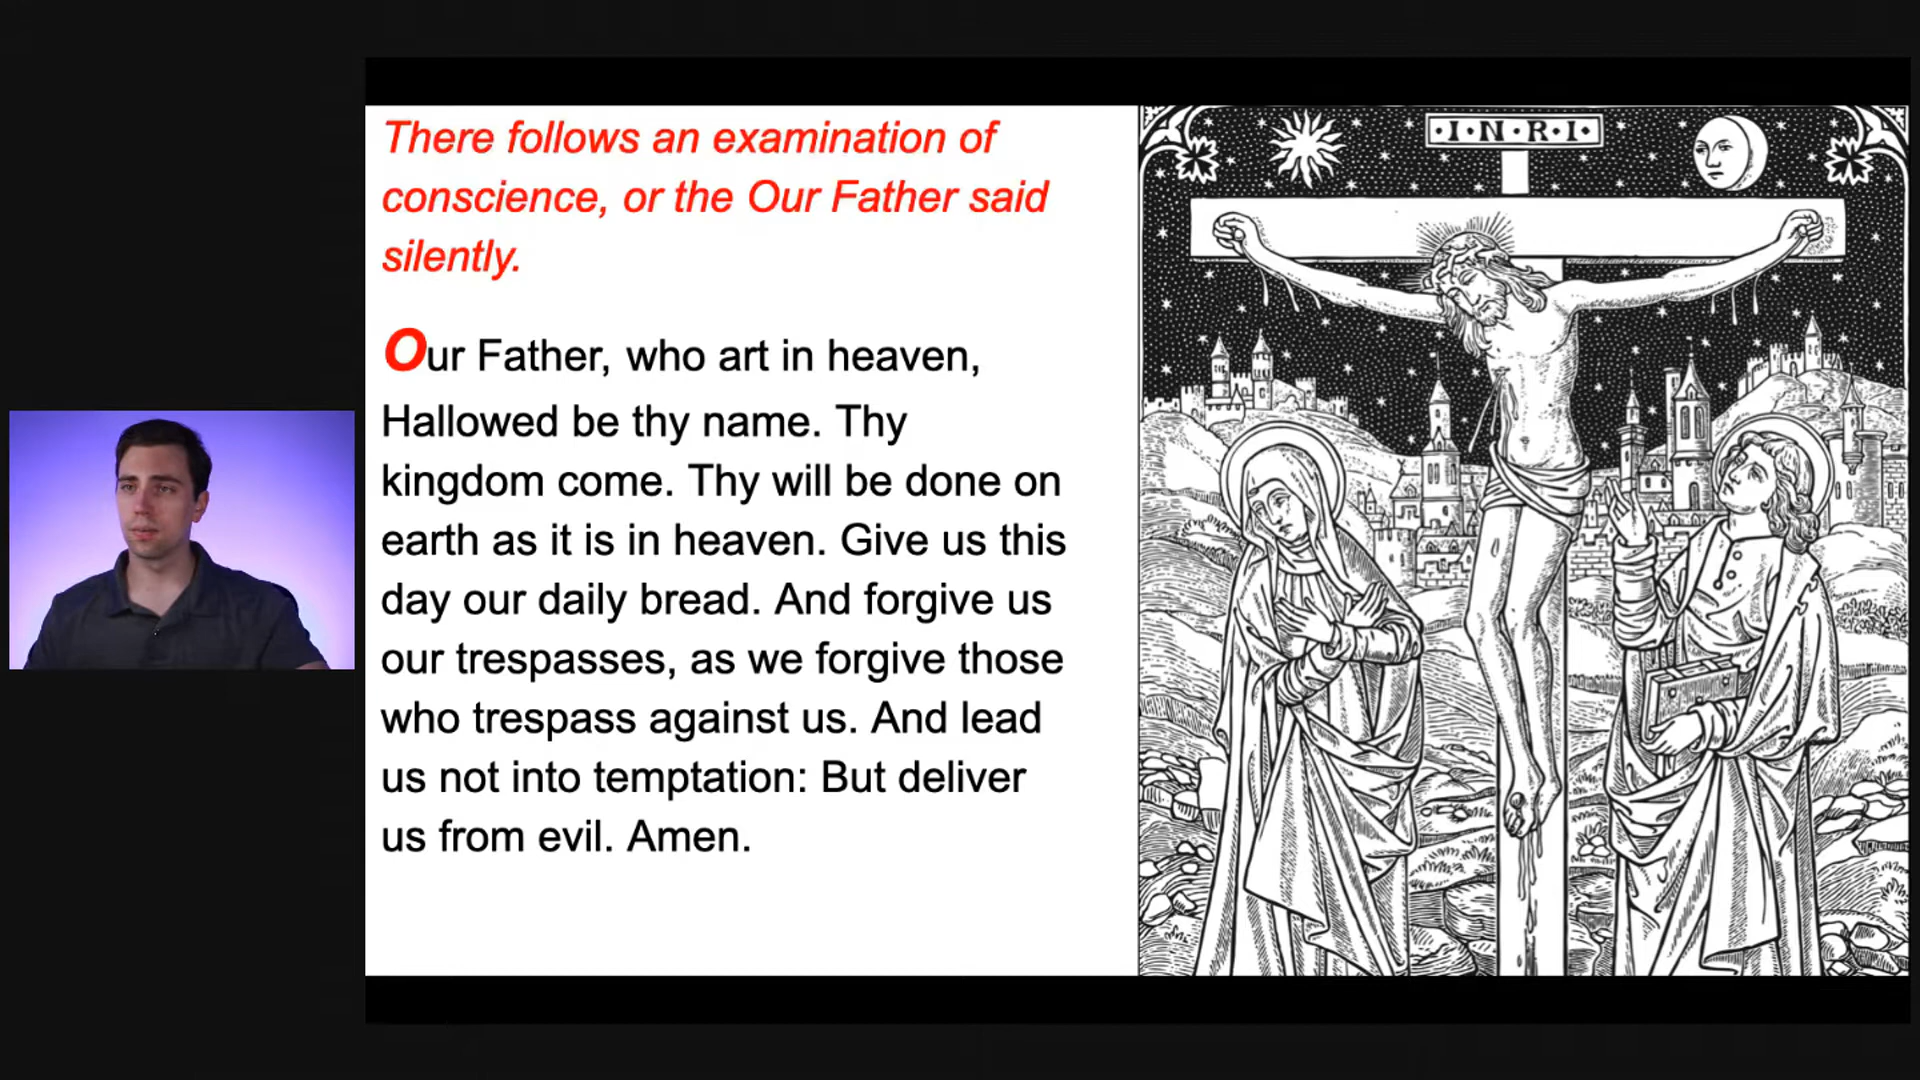 There follows an examination of
conscience, or the Our Father said
silently.
Our Father, who art in heaven,
Hallowed be thy name. Thy
kingdom come. Thy will be done on
earth as it is in heaven. Give us this
day our daily bread. And forgive us
our trespasses, as we forgive those
who trespass against us. And lead
us not into temptation: But deliver
us from evil. Amen.
·I·N·R·I·